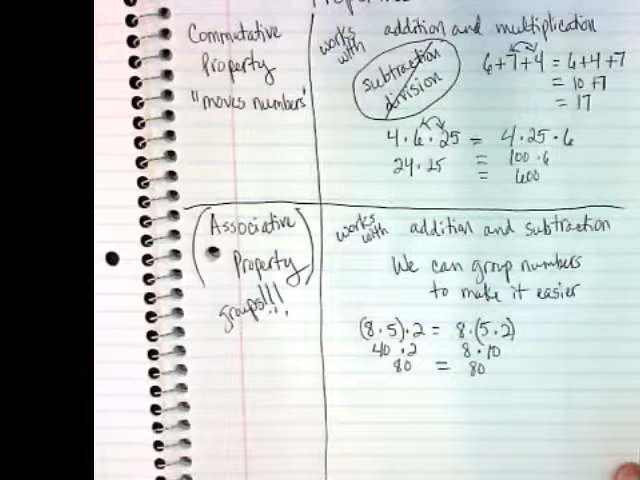 Commutative
Property
"moves numbers"
works with addition and multiplication
subtraction
division
6+7+4 = 6+4+7
= 10+7
= 17
4·6·25 = 4·25·6
24·25 = 100·6
= 600
(Associative
Property)
groups!!!
works with addition and subtraction
We can group numbers
to make it easier
(8·5)·2 = 8·(5·2)
40·2 8·10
80 = 80